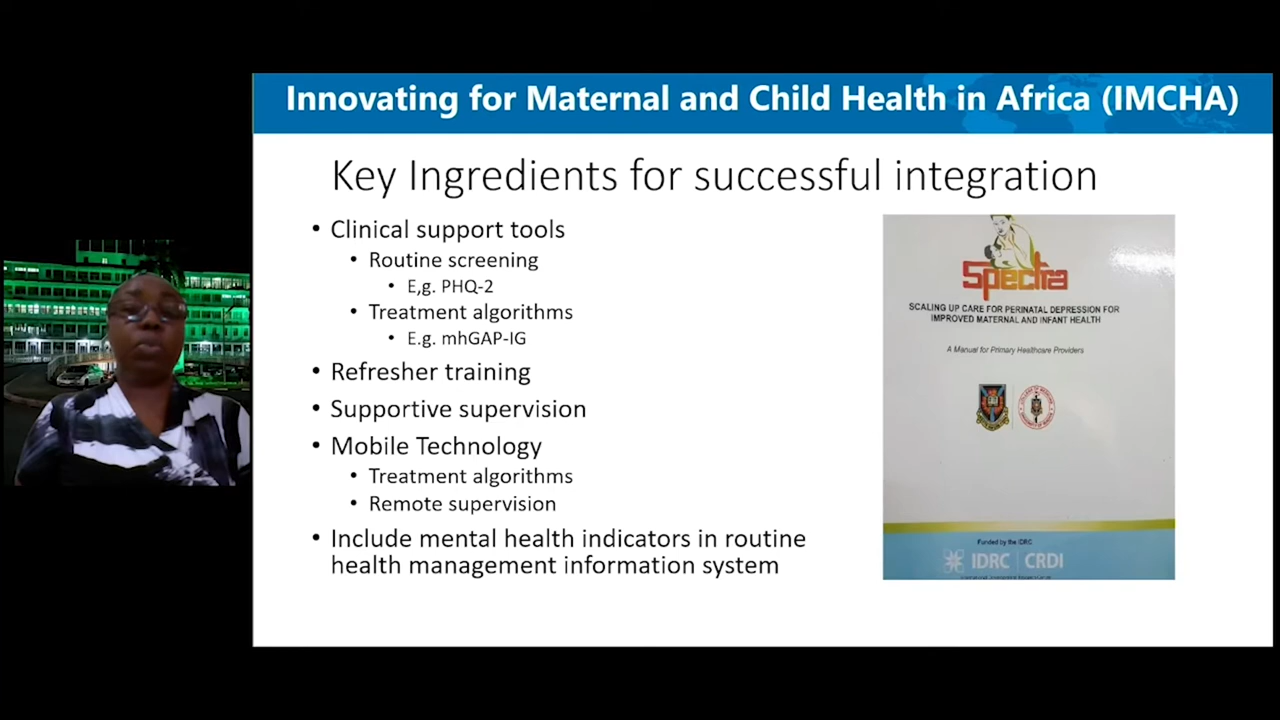 Innovating for Maternal and Child Health in Africa (IMCHA)
Key Ingredients for successful integration
• Clinical support tools
• Routine screening
• E,g. PHQ-2
• Treatment algorithms
• E.g. mhGAP-IG
• Refresher training
• Supportive supervision
• Mobile Technology
• Treatment algorithms
• Remote supervision
• Include mental health indicators in routine
health management information system
Spectra
SCALING UP CARE FOR PERINATAL DEPRESSION FOR
IMPROVED MATERNAL AND INFANT HEALTH
A Manual for Primary Healthcare Providers
Funded by the IDRC
IDRC | CRDI